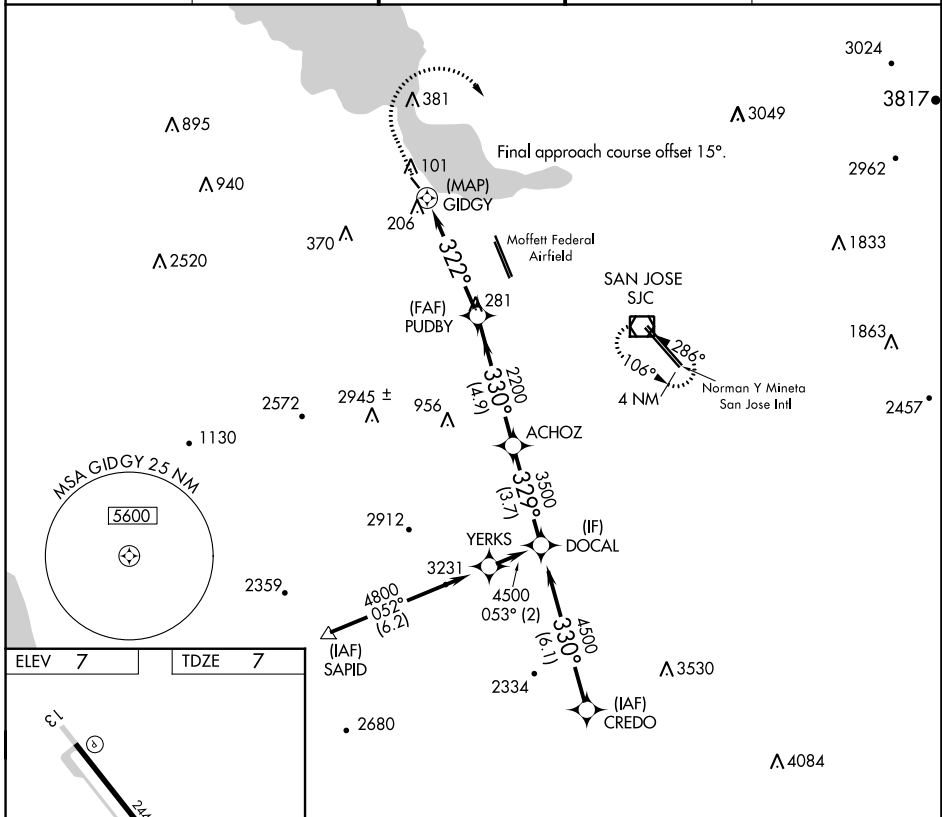 3024
3817
381
3049
895
Final approach course offset 15°.
101
2962
(MAP)
GIDGY
940
206
370
322°
Moffett Federal
Airfield
1833
2520
SAN JOSE
SJC
281
(FAF)
PUDBY
286°
106°
4 NM
1863
Norman Y Mineta
San Jose Intl
2200
330°
(4.9)
2572
2945 ±
956
2457
1130
ACHOZ
MSA GIDGY 25 NM
5600
3500
329°
(3.7)
2912
YERKS
(IF)
DOCAL
3231
2359
4800
052°
(6.2)
4500
053° (2)
(IAF)
SAPID
4500
330°
(6.1)
ELEV 7
TDZE 7
2334
3530
(IAF)
CREDO
13
P
2680
4084